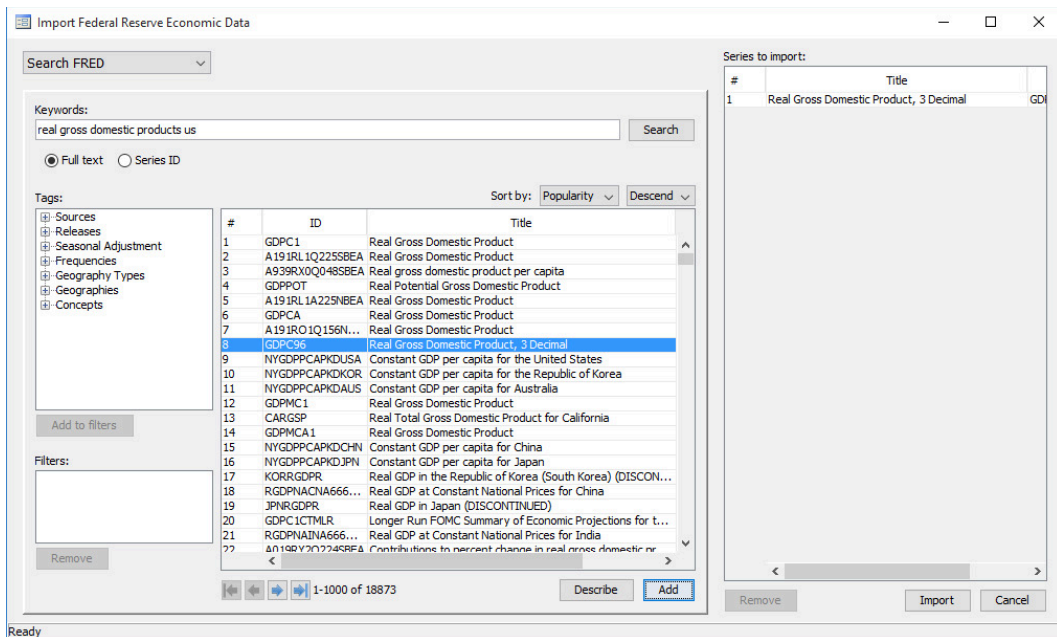 Import Federal Reserve Economic Data
Search FRED
Keywords:
real gross domestic products us
Search
Full text Series ID
Tags:
Sources
Releases
Seasonal Adjustment
Frequencies
Geography Types
Geographies
Concepts
Add to filters
Filters:
Remove
Sort by: Popularity Descend
# ID Title
1 GDPC1 Real Gross Domestic Product
2 A191RL1Q225SBEA Real Gross Domestic Product
3 A939RX0Q048SBEA Real gross domestic product per capita
4 GDPPOT Real Potential Gross Domestic Product
5 A191RL1A225NBEA Real Gross Domestic Product
6 GDPCA Real Gross Domestic Product
7 A191RO1Q156N... Real Gross Domestic Product
8 GDPC96 Real Gross Domestic Product, 3 Decimal
9 NYGDPPCAPKDUSA Constant GDP per capita for the United States
10 NYGDPPCAPKDKOR Constant GDP per capita for the Republic of Korea
11 NYGDPPCAPKDAUS Constant GDP per capita for Australia
12 GDPMC1 Real Gross Domestic Product
13 CARGSP Real Total Gross Domestic Product for California
14 GDPMCA1 Real Gross Domestic Product
15 NYGDPPCAPKDCHN Constant GDP per capita for China
16 NYGDPPCAPKDJPN Constant GDP per capita for Japan
17 KORRGDPR Real GDP in the Republic of Korea (South Korea) (DISCON...
18 RGDPNACNA666... Real GDP at Constant National Prices for China
19 JPNRGDPR Real GDP in Japan (DISCONTINUED)
20 GDPC1CTMLR Longer Run FOMC Summary of Economic Projections for t...
21 RGDPNAINA666... Real GDP at Constant National Prices for India
22 A019RY2Q224SBEA Contributions to percent change in real gross domestic pr
1-1000 of 18873
Describe Add
Series to import:
# Title
1 Real Gross Domestic Product, 3 Decimal GDP
Remove Import Cancel
Ready